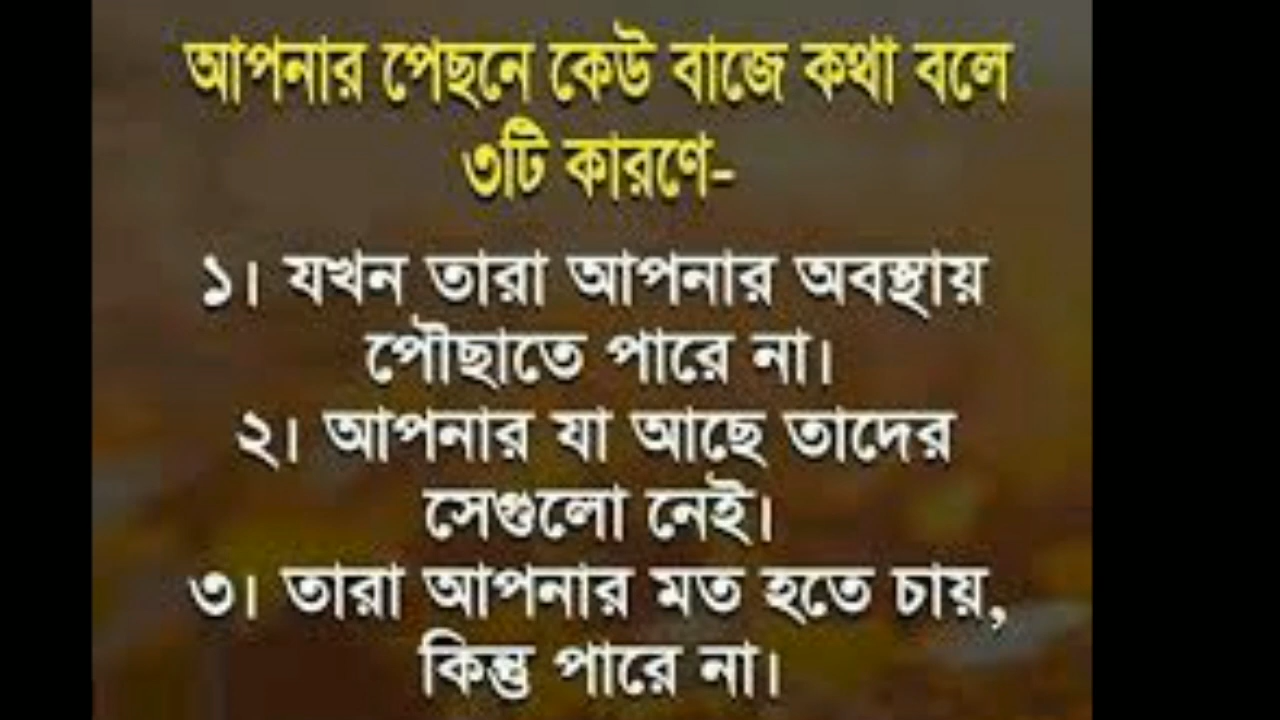 আপনার পেছনে কেউ বাজে কথা বলে
৩টি কারণে-
১। যখন তারা আপনার অবস্থায়
পৌছাতে পারে না।
২। আপনার যা আছে তাদের
সেগুলো নেই।
৩। তারা আপনার মত হতে চায়,
কিন্তু পারে না।